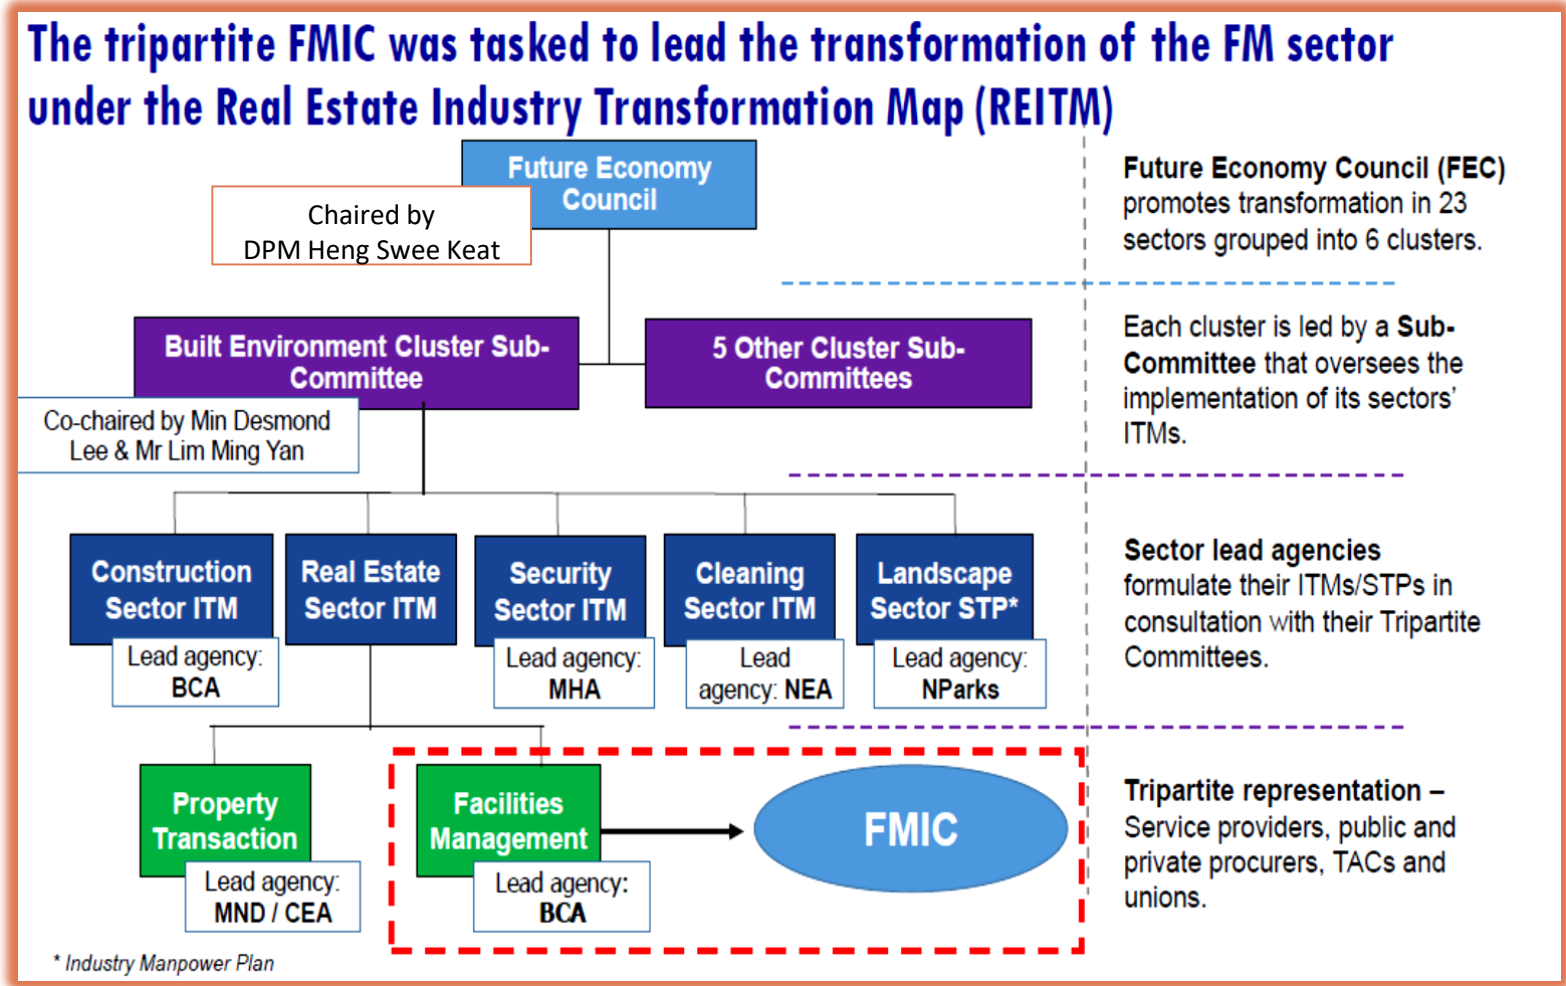 The tripartite FMIC was tasked to lead the transformation of the FM sector
under the Real Estate Industry Transformation Map (REITM)
Future Economy
Council
Chaired by
DPM Heng Swee Keat
Future Economy Council (FEC)
promotes transformation in 23
sectors grouped into 6 clusters.
Built Environment Cluster Sub-
Committee
5 Other Cluster Sub-
Committees
Co-chaired by Min Desmond
Lee & Mr Lim Ming Yan
Each cluster is led by a Sub-
Committee that oversees the
implementation of its sectors'
ITMs.
Construction
Sector ITM
Lead agency:
BCA
Real Estate
Sector ITM
Security
Sector ITM
Lead agency:
MHA
Cleaning
Sector ITM
Lead
agency: NEA
Landscape
Sector STP*
Lead agency:
NParks
Sector lead agencies
formulate their ITMs/STPs in
consultation with their Tripartite
Committees.
Property
Transaction
Lead agency:
MND / CEA
Facilities
Management
Lead agency:
BCA
FMIC
Tripartite representation –
Service providers, public and
private procurers, TACs and
unions.
* Industry Manpower Plan